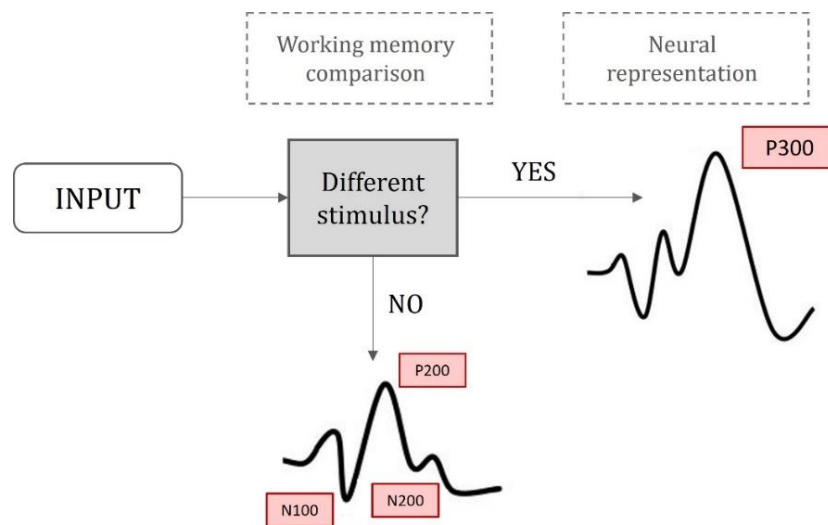 Working memory
comparison
Neural
representation
P300
INPUT
Different
stimulus?
YES
NO
P200
N100
N200